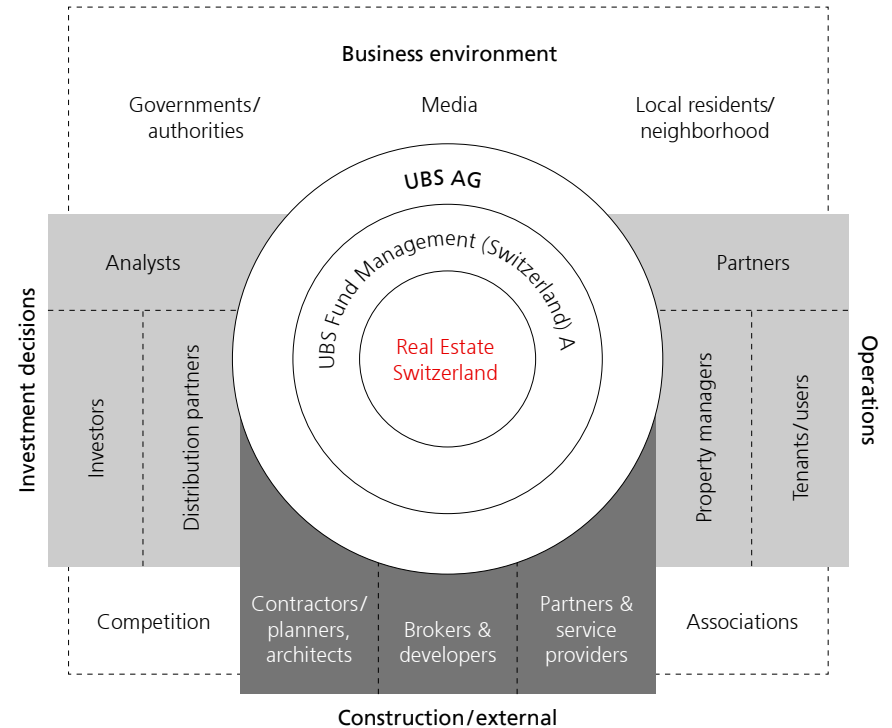 Business environment
Governments/
authorities
Media
Local residents/
neighborhood
UBS AG
UBS Fund Management (Switzerland) A
Real Estate
Switzerland
Analysts
Partners
Investment decisions
Investors
Distribution partners
Property managers
Tenants/users
Operations
Competition
Contractors/
planners,
architects
Brokers &
developers
Partners &
service
providers
Associations
Construction/external